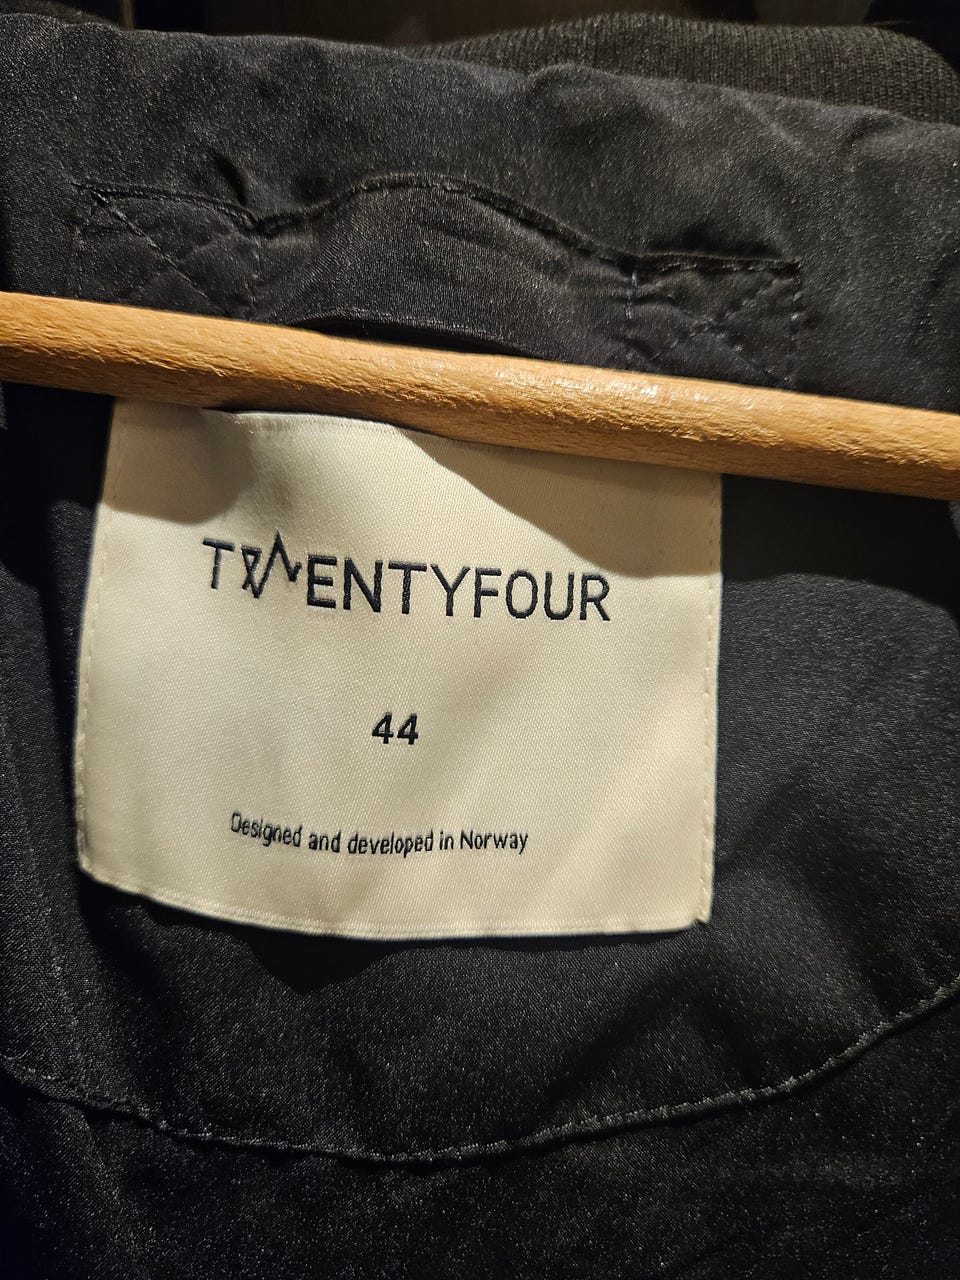 TWENTYFOUR
44
Designed and developed in Norway